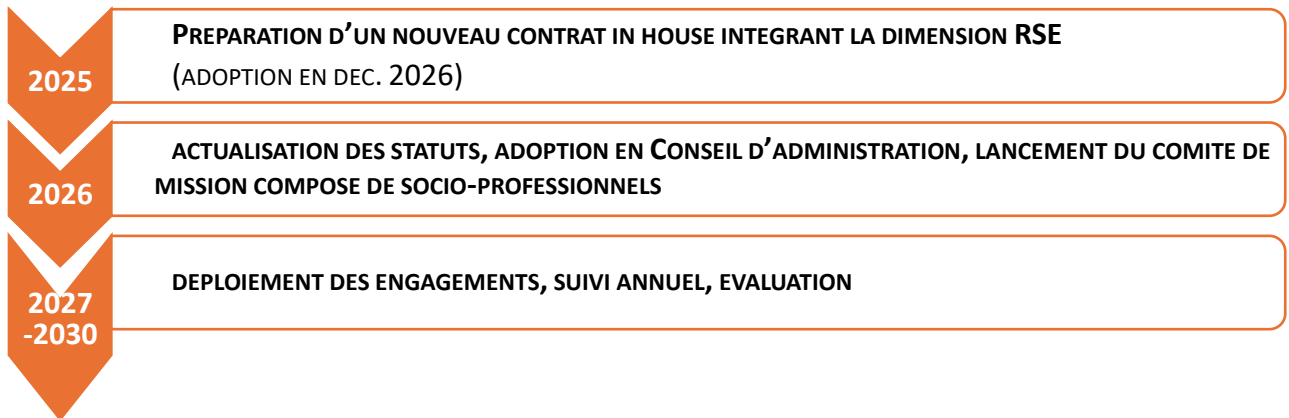 2025
PREPARATION D'UN NOUVEAU CONTRAT IN HOUSE INTEGRANT LA DIMENSION RSE
(ADOPTION EN DEC. 2026)
2026
ACTUALISATION DES STATUTS, ADOPTION EN CONSEIL D'ADMINISTRATION, LANCEMENT DU COMITE DE
MISSION COMPOSE DE SOCIO-PROFESSIONNELS
2027
-2030
DEPLOIEMENT DES ENGAGEMENTS, SUIVI ANNUEL, EVALUATION